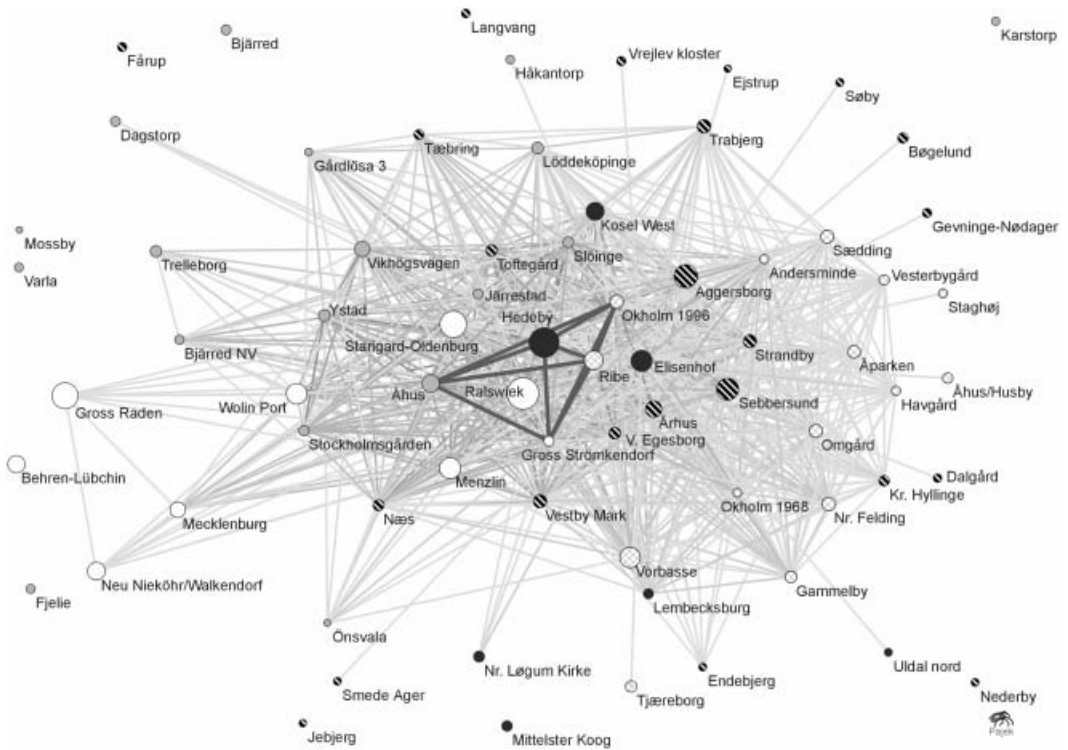 Langvang
Karstorp
Bjärred
Fårup
Vrejlev kloster
Håkantorp
Ejstrup
Søby
Dagstorp
Tæbring
Trabjerg
Bøgelund
Gårdlösa 3
Löddeköpinge
Kosel West
Gevninge-Nødager
Mossby
Sædding
Trelleborg
Vikhögsvägen
Toftegård
Slöinge
Andersminde
Varla
Aggersborg
Vesterbygård
Järrestad
Staghøj
Ystad
Hedeby
Okholm 1996
Stangard-Oldenburg
Bjärred NV
Elisenhof
Strandby
Ribe
Åparken
Åhus
Ralswiek
Åhus/Husby
Gross Raden
Wolin Port
Sebbersund
Havgård
Århus
Stockholmsgården
V. Egesborg
Omgård
Gross Strömkendorf
Behren-Lübchin
Menzlin
Dalgård
Kr. Hyllinge
Okholm 1968
Mecklenburg
Næs
Vestby Mark
Nr. Felding
Neu Nieköhr/Walkendorf
Vorbasse
Gammelby
Fjelie
Lembecksburg
Önsvala
Nr. Løgum Kirke
Uldal nord
Endebjerg
Smede Ager
Tjæreborg
Nederby
Jebjerg
Mittelster Koog
Pajek